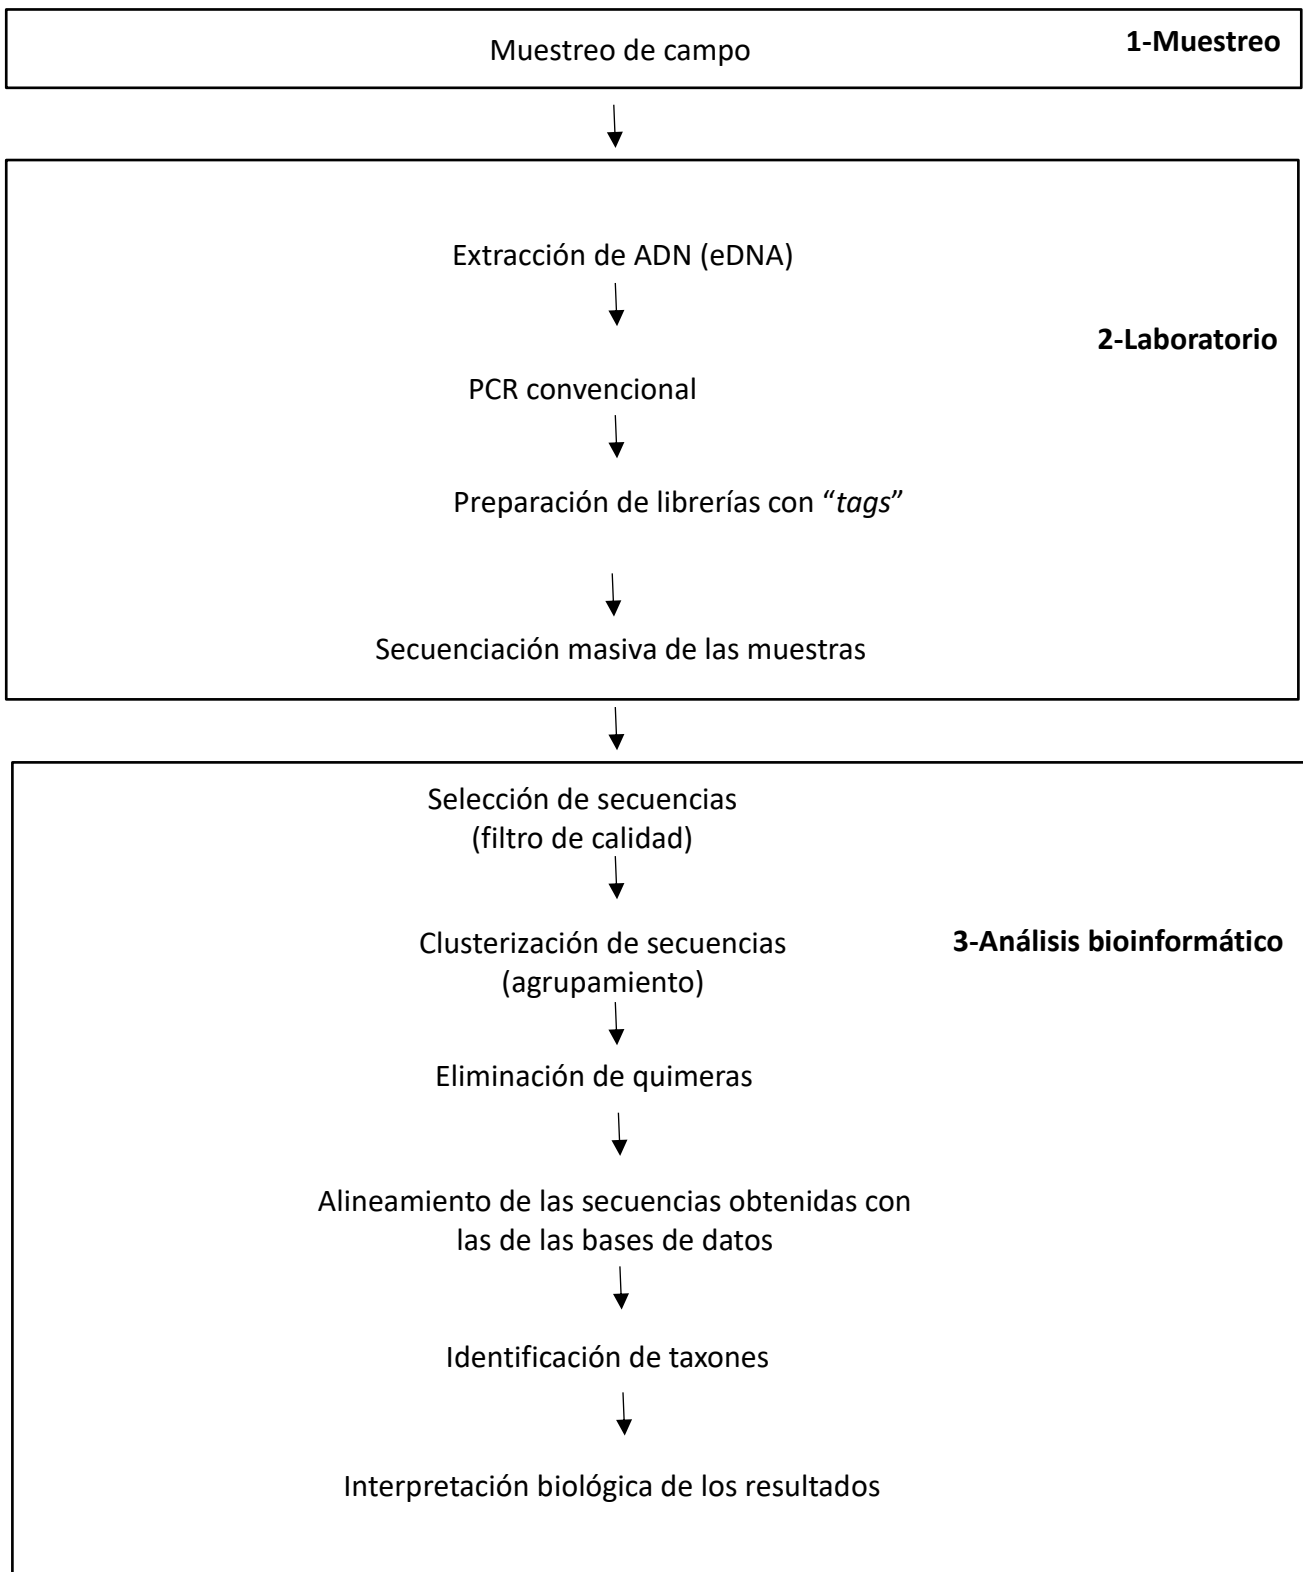 Muestreo de campo
1-Muestreo
Extracción de ADN (eDNA)
2-Laboratorio
PCR convencional
Preparación de librerías con “tags”
Secuenciación masiva de las muestras
Selección de secuencias
(filtro de calidad)
Clusterización de secuencias
3-Análisis bioinformático
(agrupamiento)
Eliminación de quimeras
Alineamiento de las secuencias obtenidas con
las de las bases de datos
Identificación de taxones
Interpretación biológica de los resultados